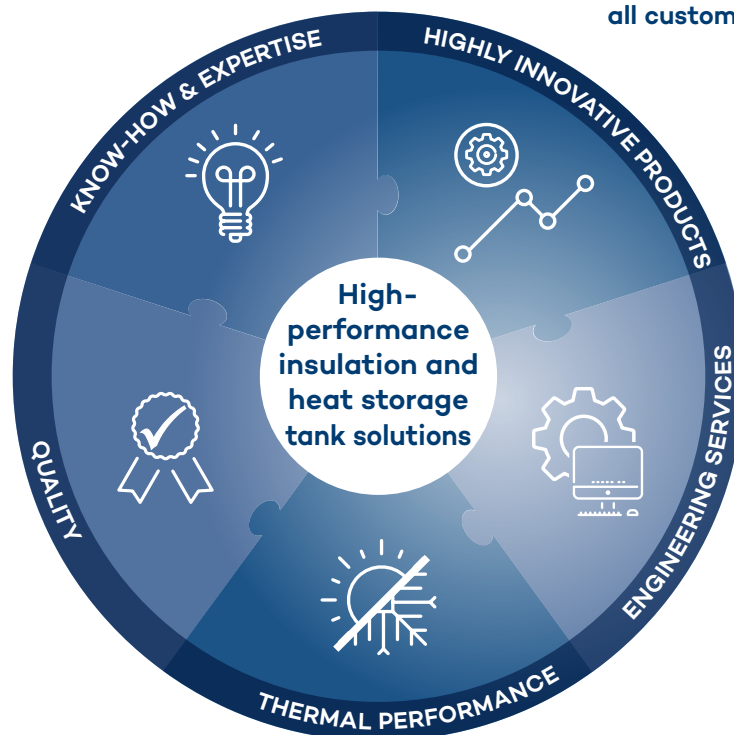 all custom
KNOW-HOW & EXPERTISE
HIGHLY INNOVATIVE PRODUCTS
High-
performance
insulation and
heat storage
tank solutions
ENGINEERING SERVICES
QUALITY
THERMAL PERFORMANCE